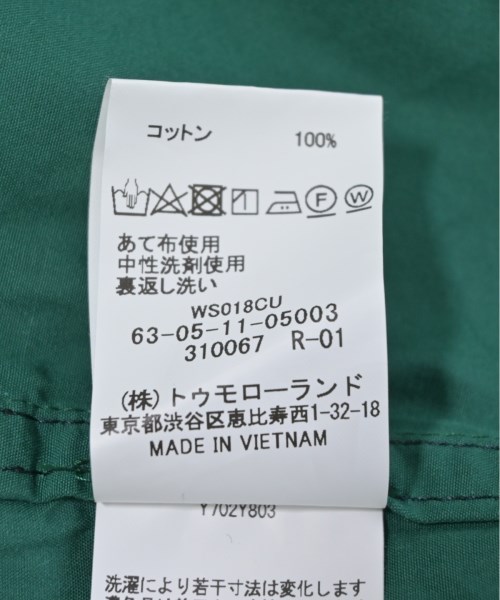 コットン 100%
F W
あて布使用
中性洗剤使用
裏返し洗い
WS018CU
63-05-11-05003
310067 R-01
(株)トゥモローランド
東京都渋谷区恵比寿西1-32-18
MADE IN VIETNAM
Y702Y803
洗濯により若干寸法は変化します